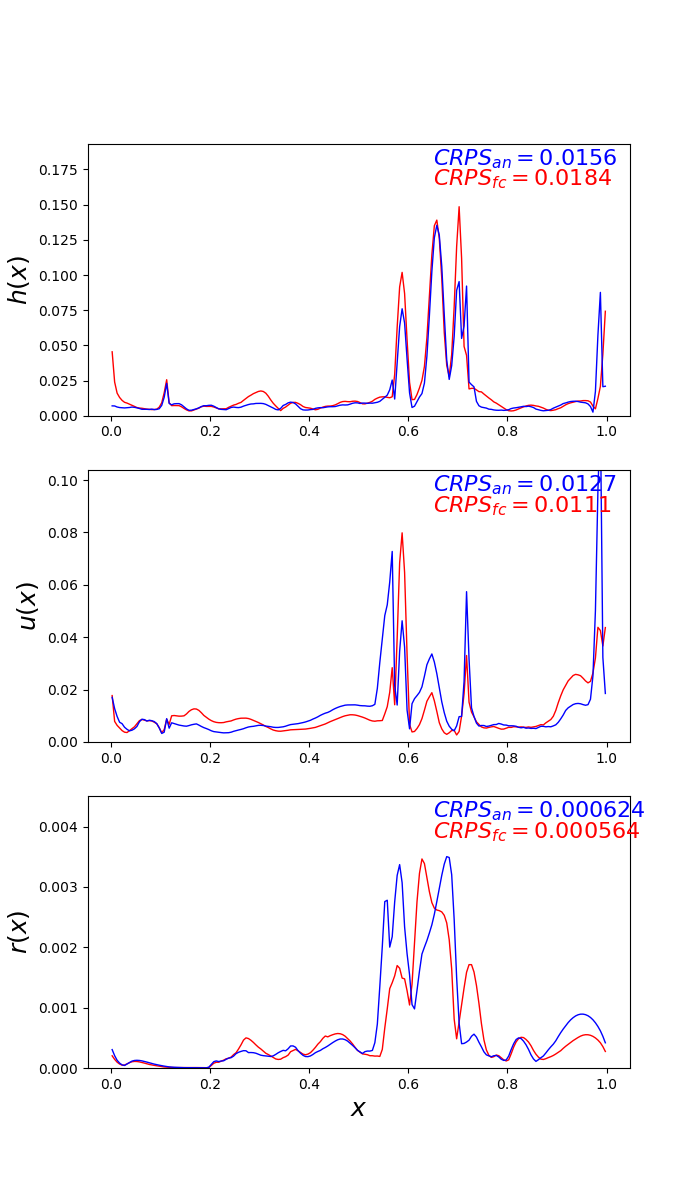 CRPS_an = 0.0156
CRPS_fc = 0.0184
h(x)
0.175
0.150
0.125
0.100
0.075
0.050
0.025
0.000
0.0 0.2 0.4 0.6 0.8 1.0
CRPS_an = 0.0127
CRPS_fc = 0.0111
u(x)
0.10
0.08
0.06
0.04
0.02
0.00
0.0 0.2 0.4 0.6 0.8 1.0
CRPS_an = 0.000624
CRPS_fc = 0.000564
r(x)
0.004
0.003
0.002
0.001
0.000
0.0 0.2 0.4 0.6 0.8 1.0
x